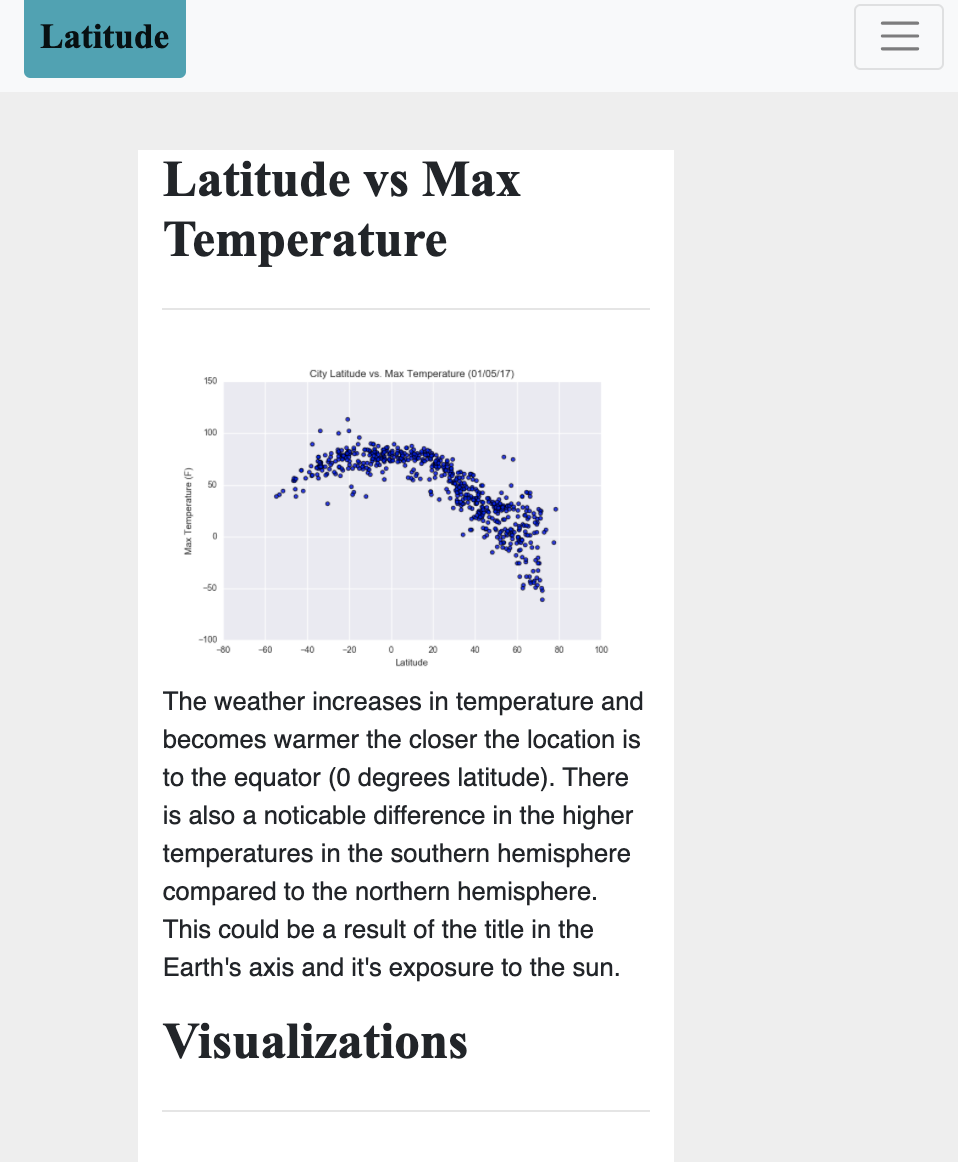 Latitude
Latitude vs Max
Temperature
City Latitude vs. Max Temperature (01/05/17)
150
100
50
0
−50
−100
Max Temperature (F)
−80 −60 −40 −20 0 20 40 60 80 100
Latitude
The weather increases in temperature and
becomes warmer the closer the location is
to the equator (0 degrees latitude). There
is also a noticable difference in the higher
temperatures in the southern hemisphere
compared to the northern hemisphere.
This could be a result of the title in the
Earth's axis and it's exposure to the sun.
Visualizations